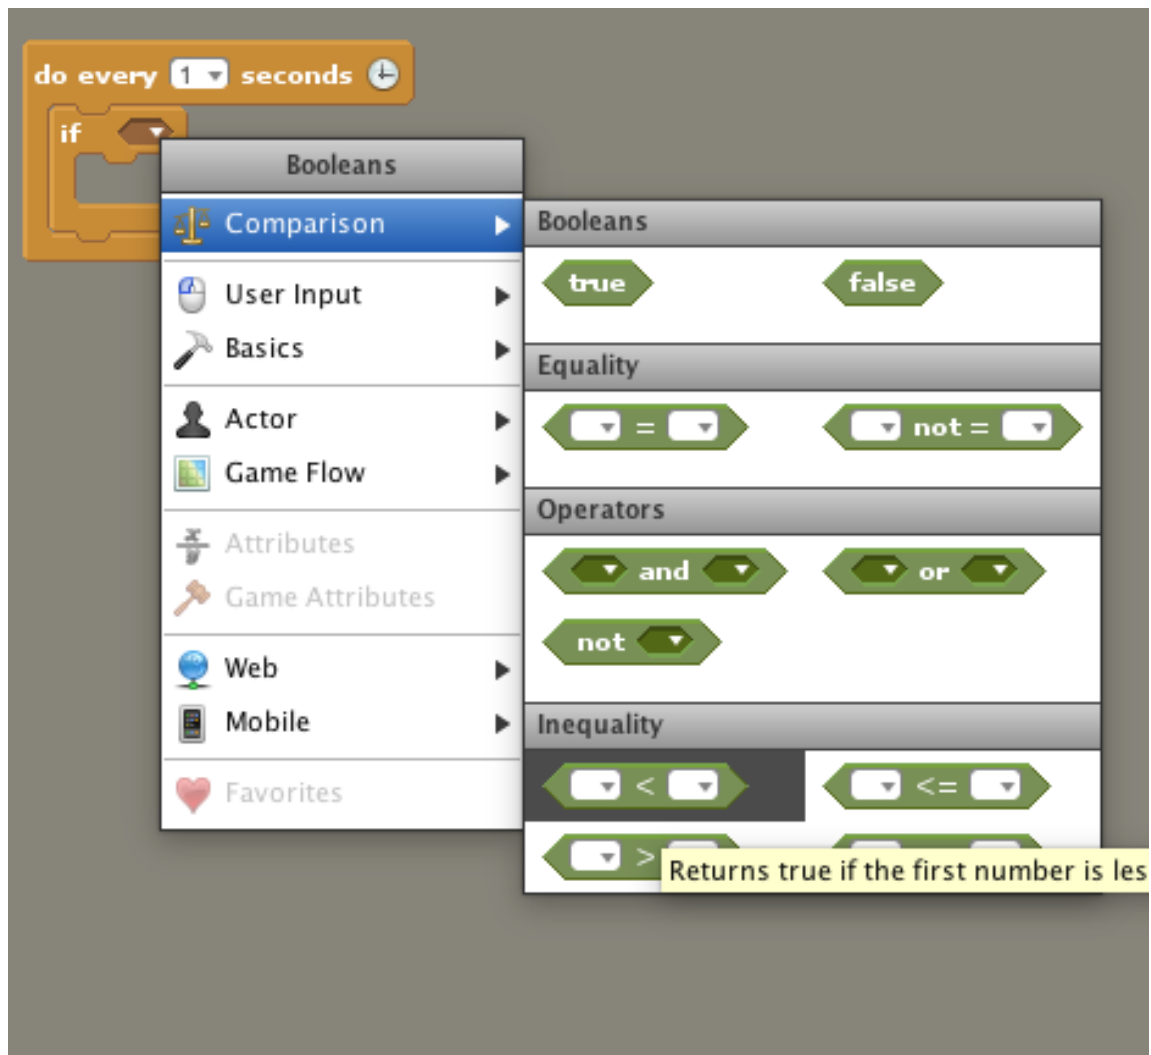 do every 1 seconds
if
Booleans
Comparison
User Input
Basics
Actor
Game Flow
Attributes
Game Attributes
Web
Mobile
Favorites
Booleans
true false
Equality
= not =
Operators
and or
not
Inequality
< <=
>
Returns true if the first number is les